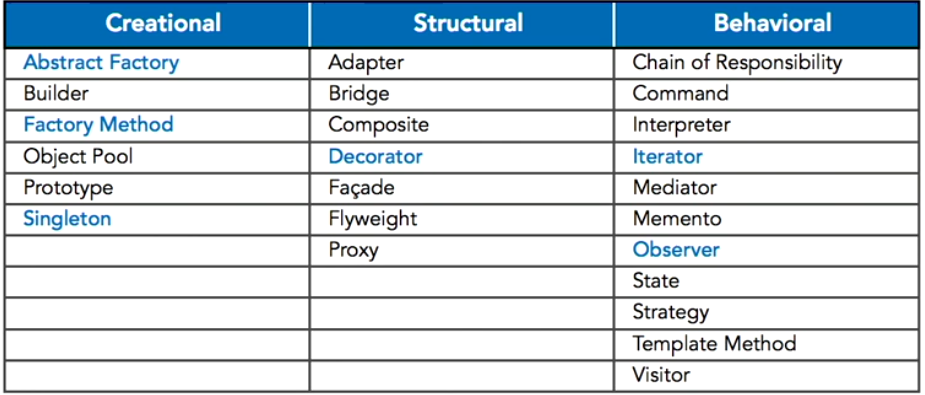 Creational Structural Behavioral
Abstract Factory Adapter Chain of Responsibility
Builder Bridge Command
Factory Method Composite Interpreter
Object Pool Decorator Iterator
Prototype Façade Mediator
Singleton Flyweight Memento
Proxy Observer
State
Strategy
Template Method
Visitor